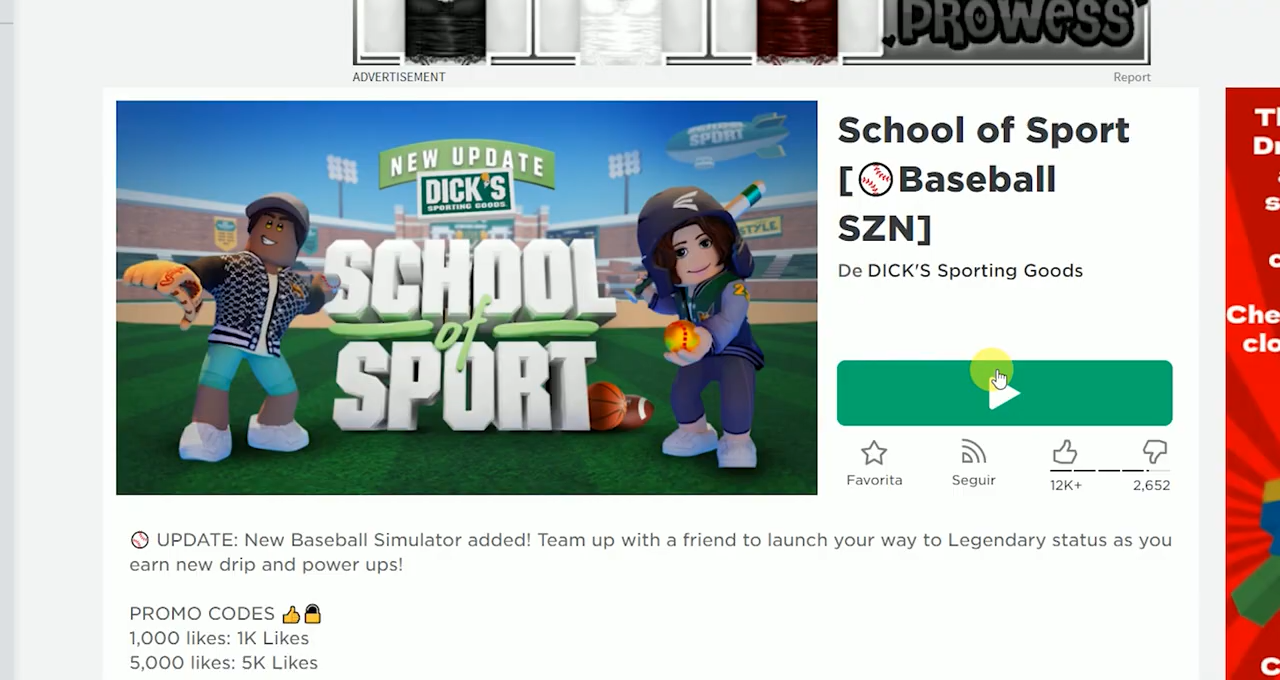 PROWESS
ADVERTISEMENT
Report
NEW UPDATE
DICK'S
SPORTING GOODS
SCHOOL
of
SPORT
SPORT
STYLE
School of Sport
[⚾Baseball
SZN]
De DICK'S Sporting Goods
Favorita
Seguir
12K+
2,652
⚾ UPDATE: New Baseball Simulator added! Team up with a friend to launch your way to Legendary status as you
earn new drip and power ups!
PROMO CODES 👍🔒
1,000 likes: 1K Likes
5,000 likes: 5K Likes